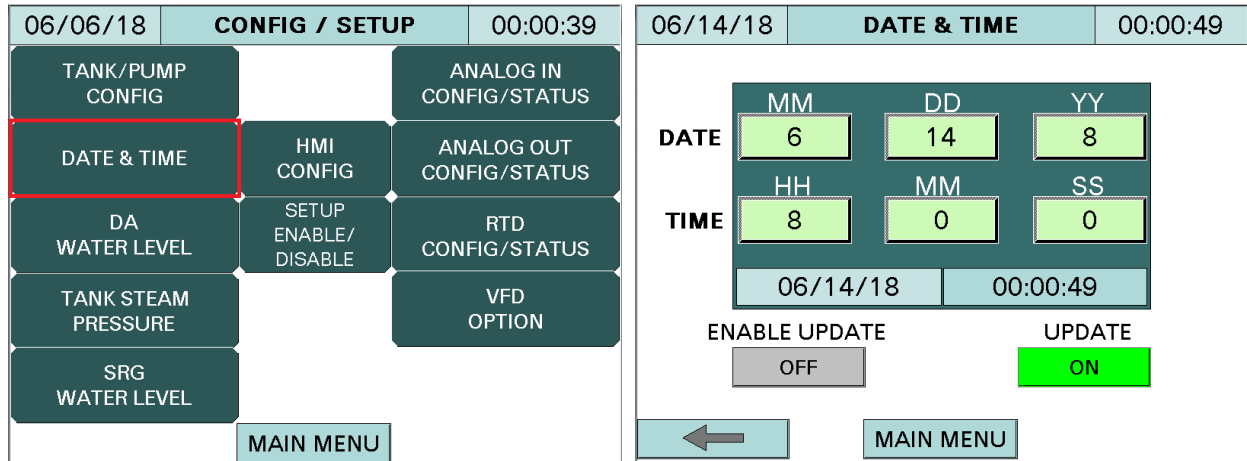 06/06/18 CONFIG / SETUP 00:00:39
TANK/PUMP
CONFIG
ANALOG IN
CONFIG/STATUS
DATE & TIME
HMI
CONFIG
ANALOG OUT
CONFIG/STATUS
DA
WATER LEVEL
SETUP
ENABLE/
DISABLE
RTD
CONFIG/STATUS
TANK STEAM
PRESSURE
VFD
OPTION
SRG
WATER LEVEL
MAIN MENU
06/14/18 DATE & TIME 00:00:49
MM DD YY
DATE 6 14 8
HH MM SS
TIME 8 0 0
06/14/18 00:00:49
ENABLE UPDATE UPDATE
OFF ON
MAIN MENU